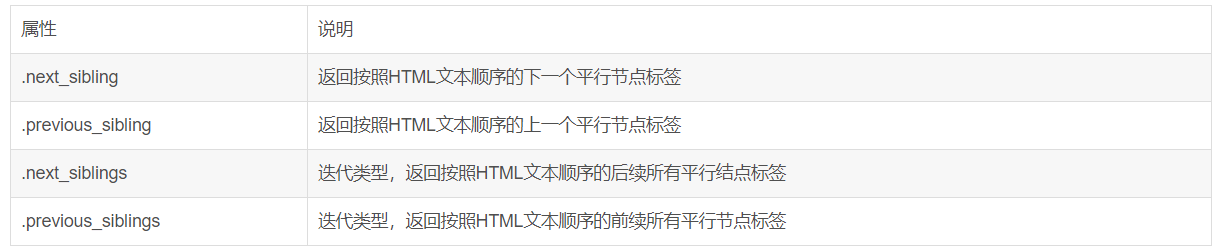 属性 说明
.next_sibling 返回按照HTML文本顺序的下一个平行节点标签
.previous_sibling 返回按照HTML文本顺序的上一个平行节点标签
.next_siblings 迭代类型，返回按照HTML文本顺序的后续所有平行结点标签
.previous_siblings 迭代类型，返回按照HTML文本顺序的前续所有平行节点标签